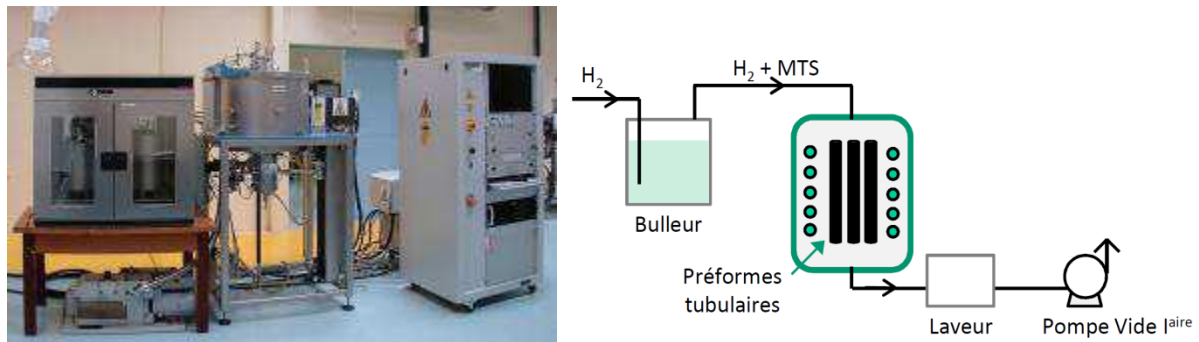 H₂
H₂ + MTS
Bulleur
Préformes
tubulaires
Laveur
Pompe Vide Iᵃⁱʳᵉ